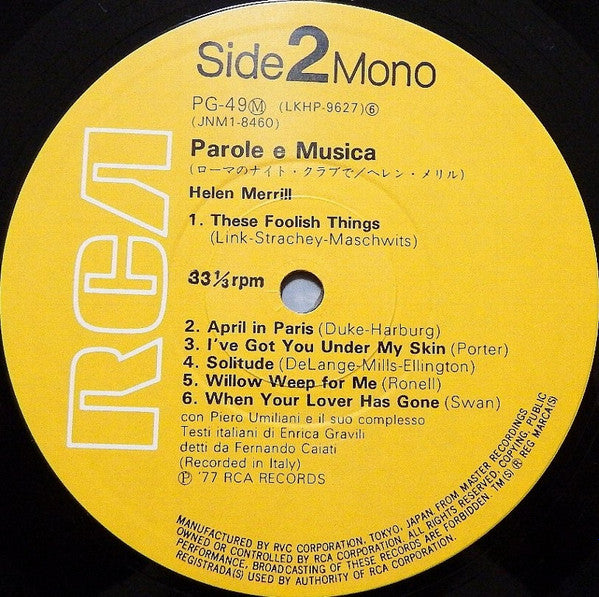 Side 2 Mono
PG-49Ⓜ (LKHP-9627)⑥
(JNM1-8460)
Parole e Musica
(ローマのナイト・クラブで/ヘレン・メリル)
Helen Merrill
1. These Foolish Things
(Link-Strachey-Maschwits)
33⅓rpm
2. April in Paris (Duke-Harburg)
3. I've Got You Under My Skin (Porter)
4. Solitude (DeLange-Mills-Ellington)
5. Willow Weep for Me (Ronell)
6. When Your Lover Has Gone (Swan)
con Piero Umiliani e il suo complesso
Testi italiani di Enrica Gravili
detti da Fernando Caiati
(Recorded in Italy)
Ⓟ '77 RCA RECORDS
RCA
MANUFACTURED BY RVC CORPORATION, TOKYO, JAPAN FROM MASTER RECORDINGS
OWNED OR CONTROLLED BY RCA CORPORATION. ALL RIGHTS RESERVED, COPYING, PUBLIC
PERFORMANCE, BROADCASTING OF THESE RECORDS ARE FORBIDDEN. TM(S) ® REG MARCA(S)
REGISTRADA(S) USED BY AUTHORITY OF RCA CORPORATION.